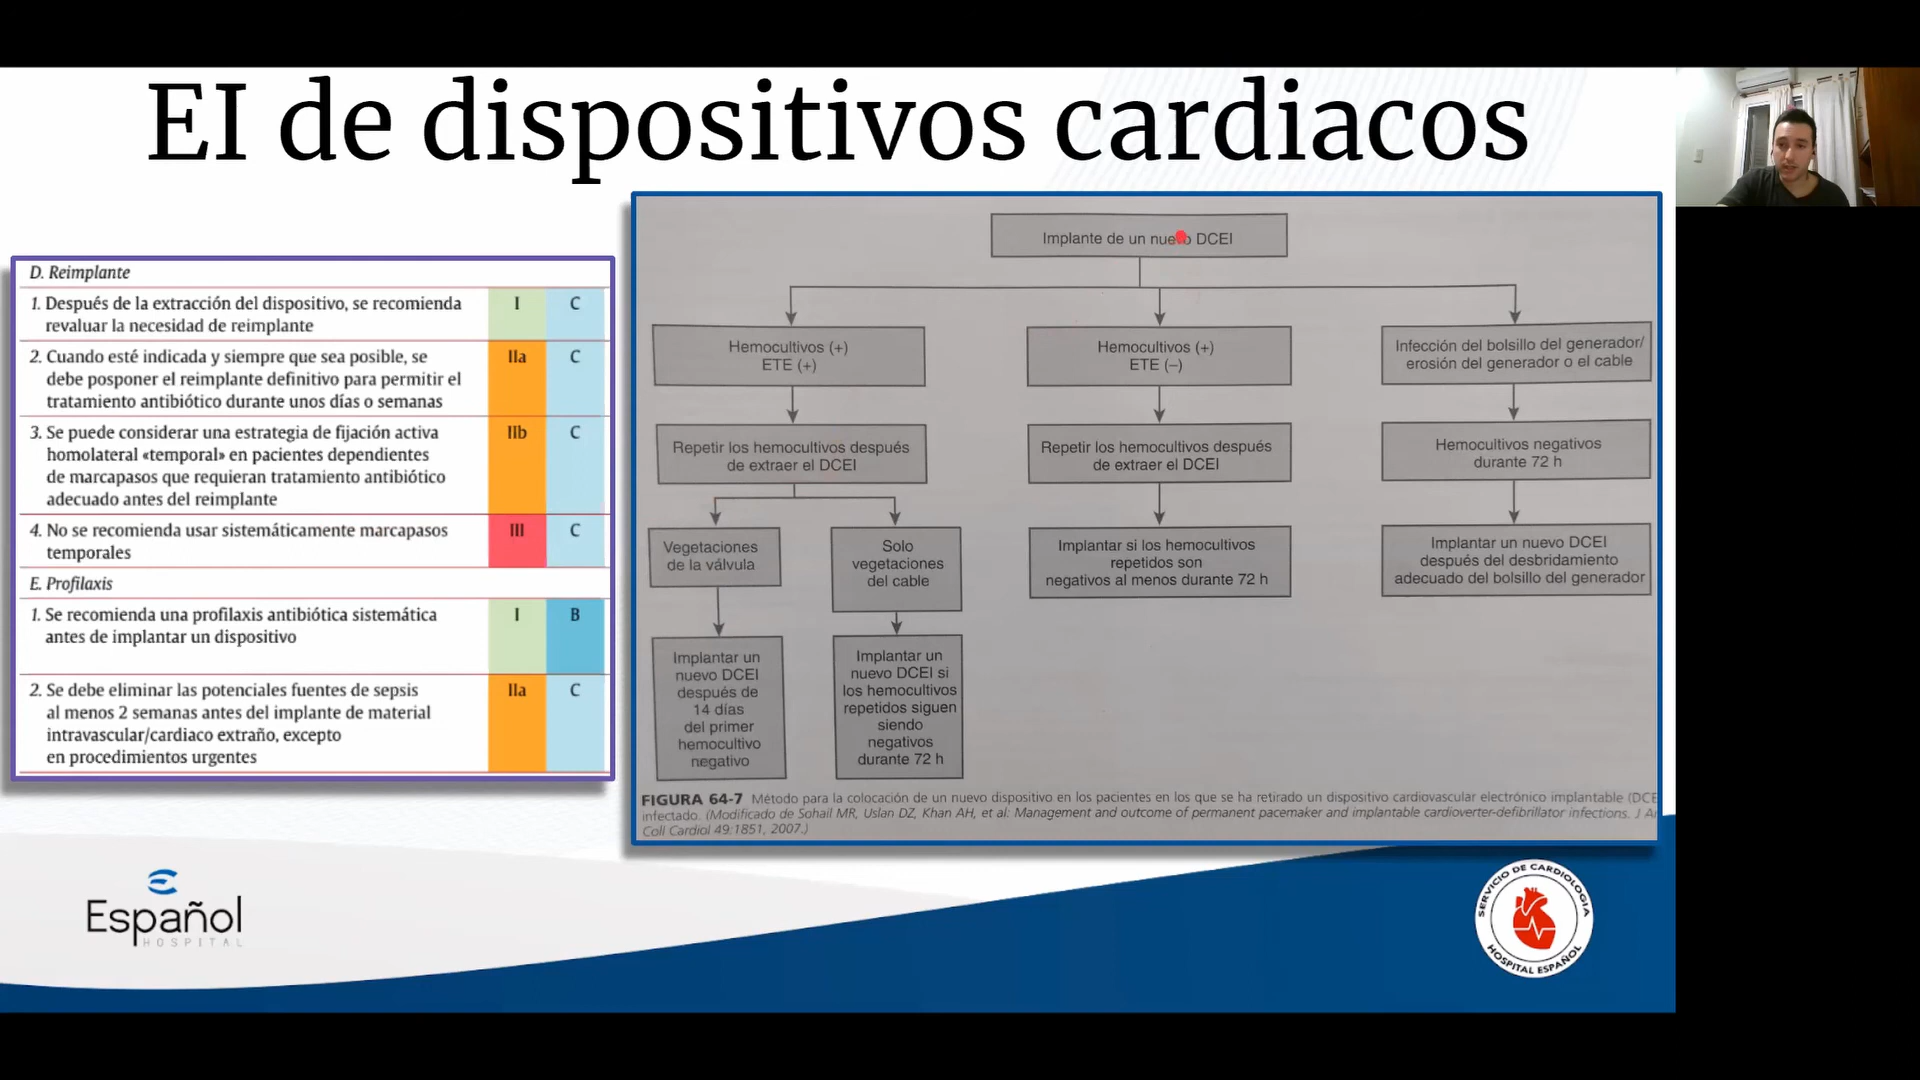 EI de dispositivos cardiacos
D. Reimplante
1. Después de la extracción del dispositivo, se recomienda
revaluar la necesidad de reimplante
I C
2. Cuando esté indicada y siempre que sea posible, se
debe posponer el reimplante definitivo para permitir el
tratamiento antibiótico durante unos días o semanas
IIa C
3. Se puede considerar una estrategia de fijación activa
homolateral «temporal» en pacientes dependientes
de marcapasos que requieran tratamiento antibiótico
adecuado antes del reimplante
IIb C
4. No se recomienda usar sistemáticamente marcapasos
temporales
III C
E. Profilaxis
1. Se recomienda una profilaxis antibiótica sistemática
antes de implantar un dispositivo
I B
2. Se debe eliminar las potenciales fuentes de sepsis
al menos 2 semanas antes del implante de material
intravascular/cardiaco extraño, excepto
en procedimientos urgentes
IIa C
Implante de un nuevo DCEI
Hemocultivos (+)
ETE (+)
Repetir los hemocultivos después
de extraer el DCEI
Vegetaciones
de la válvula
Implantar un
nuevo DCEI
después de
14 días
del primer
hemocultivo
negativo
Solo
vegetaciones
del cable
Implantar un
nuevo DCEI si
los hemocultivos
repetidos siguen
siendo
negativos
durante 72 h
Hemocultivos (+)
ETE (–)
Repetir los hemocultivos después
de extraer el DCEI
Implantar si los hemocultivos
repetidos son
negativos al menos durante 72 h
Infección del bolsillo del generador/
erosión del generador o el cable
Hemocultivos negativos
durante 72 h
Implantar un nuevo DCEI
después del desbridamiento
adecuado del bolsillo del generador
FIGURA 64-7 Método para la colocación de un nuevo dispositivo en los pacientes en los que se ha retirado un dispositivo cardiovascular electrónico implantable (DCE
infectado. (Modificado de Sohail MR, Uslan DZ, Khan AH, et al: Management and outcome of permanent pacemaker and implantable cardioverter-defibrillator infections. J A
Coll Cardiol 49:1851, 2007.)
Español
HOSPITAL
SERVICIO DE CARDIOLOGIA
HOSPITAL ESPAÑOL